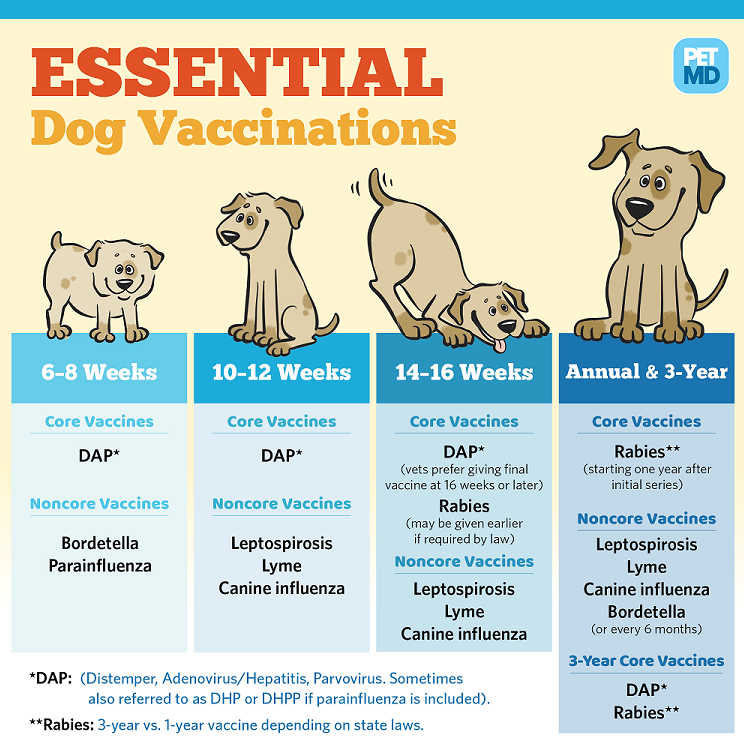 ESSENTIAL
Dog Vaccinations
PET
MD
6-8 Weeks
Core Vaccines
DAP*
Noncore Vaccines
Bordetella
Parainfluenza
10-12 Weeks
Core Vaccines
DAP*
Noncore Vaccines
Leptospirosis
Lyme
Canine influenza
14-16 Weeks
Core Vaccines
DAP*
(vets prefer giving final
vaccine at 16 weeks or later)
Rabies
(may be given earlier
if required by law)
Noncore Vaccines
Leptospirosis
Lyme
Canine influenza
Annual & 3-Year
Core Vaccines
Rabies**
(starting one year after
initial series)
Noncore Vaccines
Leptospirosis
Lyme
Canine influenza
Bordetella
(or every 6 months)
3-Year Core Vaccines
DAP*
Rabies**
*DAP: (Distemper, Adenovirus/Hepatitis, Parvovirus. Sometimes
also referred to as DHP or DHPP if parainfluenza is included).
**Rabies: 3-year vs. 1-year vaccine depending on state laws.